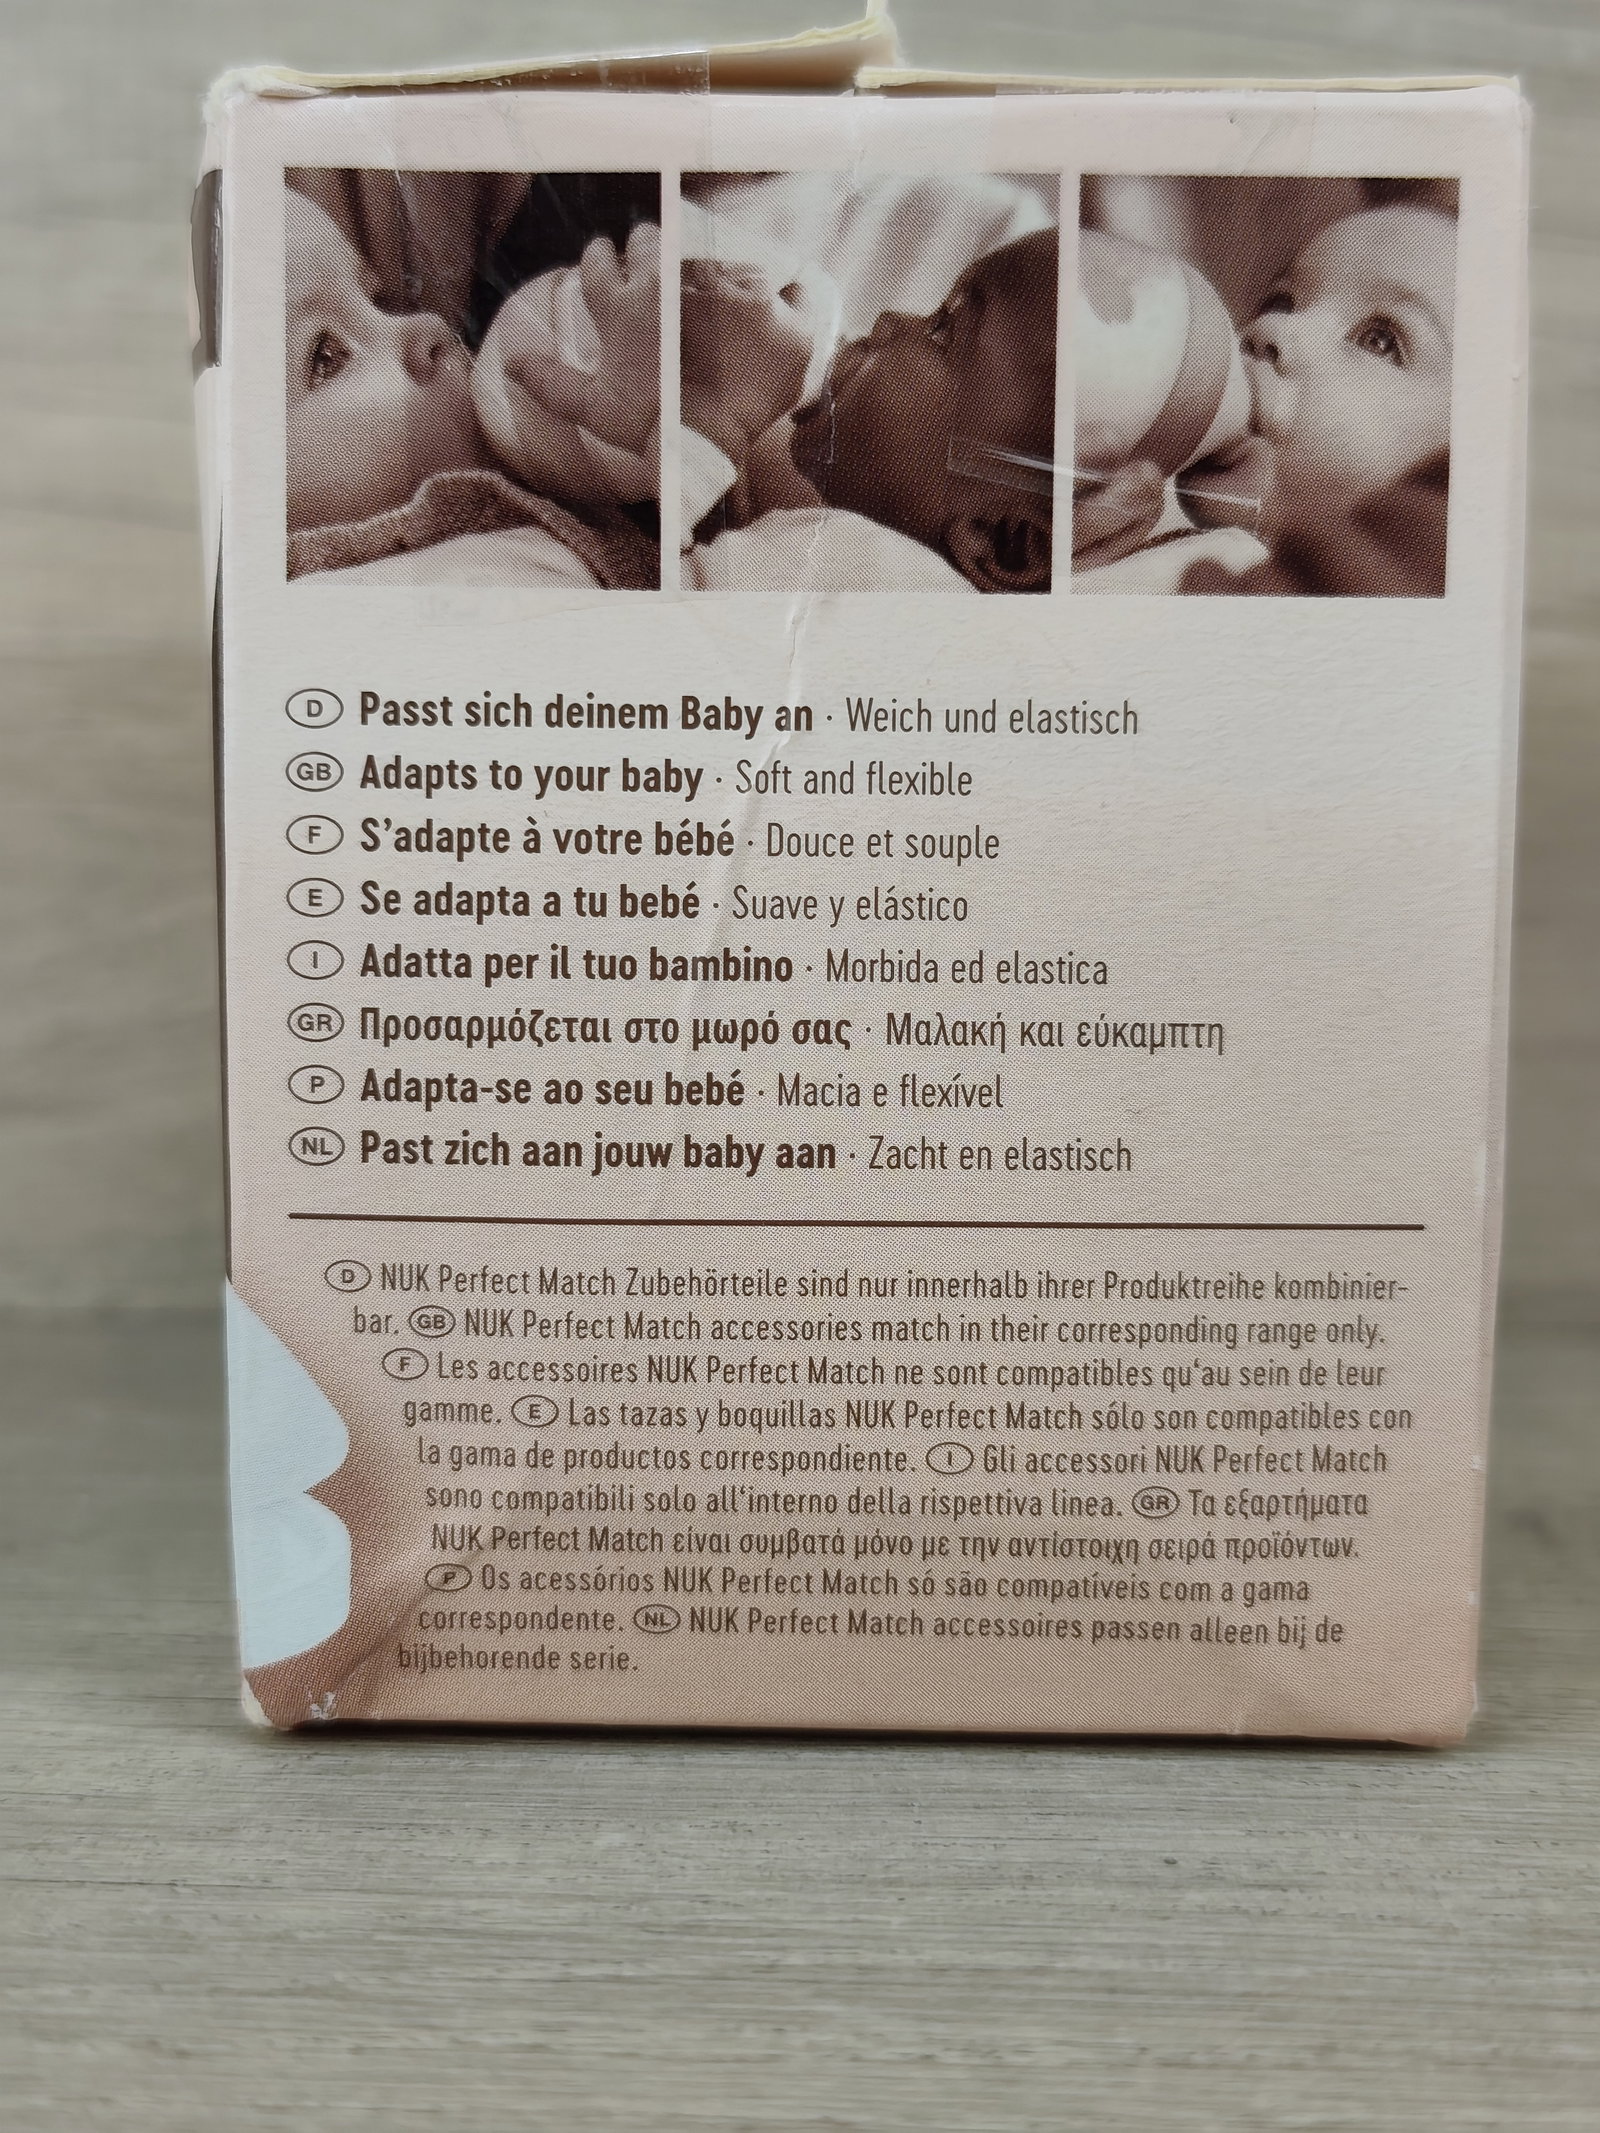 D Passt sich deinem Baby an · Weich und elastisch
GB Adapts to your baby · Soft and flexible
F S’adapte à votre bébé · Douce et souple
E Se adapta a tu bebé · Suave y elástico
I Adatta per il tuo bambino · Morbida ed elastica
GR Προσαρμόζεται στο μωρό σας · Μαλακή και εύκαμπτη
P Adapta-se ao seu bebé · Macia e flexível
NL Past zich aan jouw baby aan · Zacht en elastisch
D NUK Perfect Match Zubehörteile sind nur innerhalb ihrer Produktreihe kombinier-
bar. GB NUK Perfect Match accessories match in their corresponding range only.
F Les accessoires NUK Perfect Match ne sont compatibles qu‘au sein de leur
gamme. E Las tazas y boquillas NUK Perfect Match sólo son compatibles con
la gama de productos correspondiente. I Gli accessori NUK Perfect Match
sono compatibili solo all‘interno della rispettiva linea. GR Τα εξαρτήματα
NUK Perfect Match είναι συμβατά μόνο με την αντίστοιχη σειρά προϊόντων.
P Os acessórios NUK Perfect Match só são compatíveis com a gama
correspondente. NL NUK Perfect Match accessoires passen alleen bij de
bijbehorende serie.